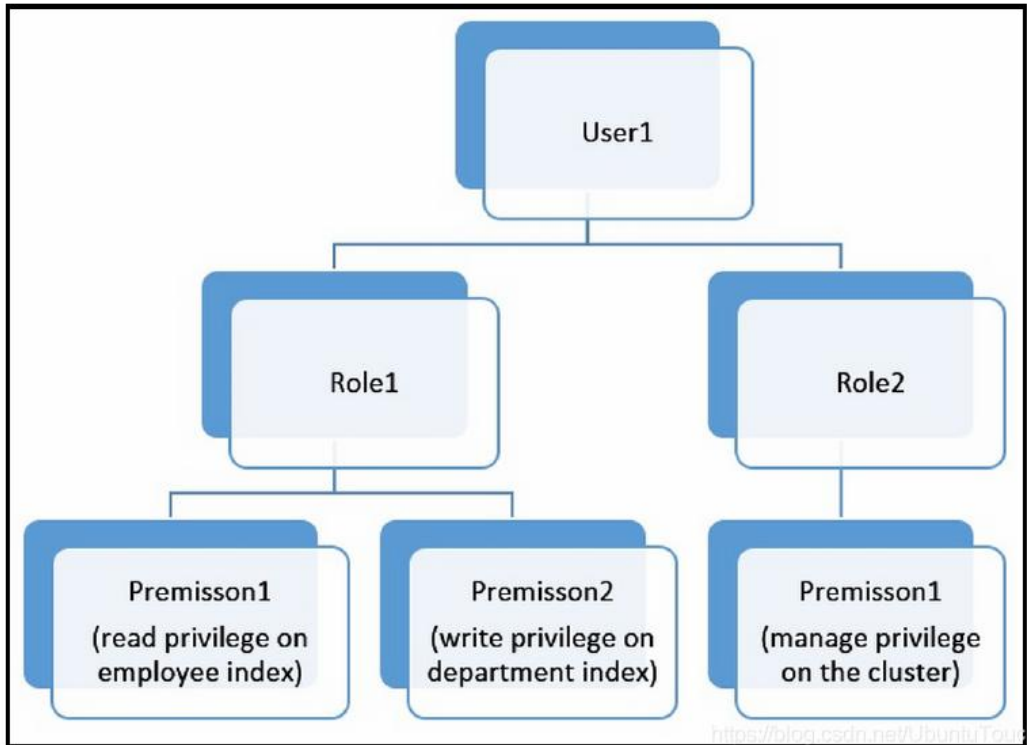 User1
Role1
Role2
Premisson1
(read privilege on
employee index)
Premisson2
(write privilege on
department index)
Premisson1
(manage privilege
on the cluster)
https://blog.csdn.net/UbuntuTouc